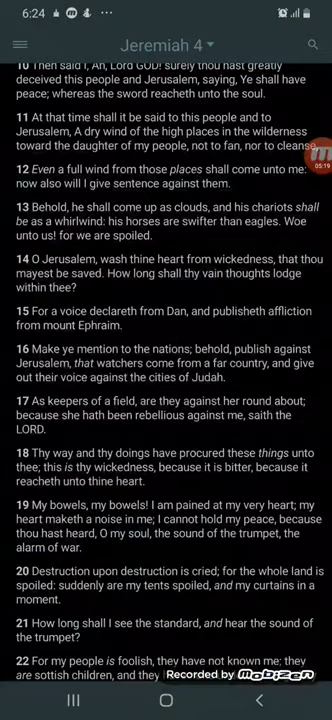 6:24
Jeremiah 4
10 Then said I, Ah, Lord GOD! surely thou hast greatly
deceived this people and Jerusalem, saying, Ye shall have
peace; whereas the sword reacheth unto the soul.
11 At that time shall it be said to this people and to
Jerusalem, A dry wind of the high places in the wilderness
toward the daughter of my people, not to fan, nor to cleanse,
05:19
12 Even a full wind from those places shall come unto me:
now also will I give sentence against them.
13 Behold, he shall come up as clouds, and his chariots shall
be as a whirlwind: his horses are swifter than eagles. Woe
unto us! for we are spoiled.
14 O Jerusalem, wash thine heart from wickedness, that thou
mayest be saved. How long shall thy vain thoughts lodge
within thee?
15 For a voice declareth from Dan, and publisheth affliction
from mount Ephraim.
16 Make ye mention to the nations; behold, publish against
Jerusalem, that watchers come from a far country, and give
out their voice against the cities of Judah.
17 As keepers of a field, are they against her round about;
because she hath been rebellious against me, saith the
LORD.
18 Thy way and thy doings have procured these things unto
thee; this is thy wickedness, because it is bitter, because it
reacheth unto thine heart.
19 My bowels, my bowels! I am pained at my very heart; my
heart maketh a noise in me; I cannot hold my peace, because
thou hast heard, O my soul, the sound of the trumpet, the
alarm of war.
20 Destruction upon destruction is cried; for the whole land is
spoiled: suddenly are my tents spoiled, and my curtains in a
moment.
21 How long shall I see the standard, and hear the sound of
the trumpet?
22 For my people is foolish, they have not known me; they
are sottish children, and they
Recorded by mobizen